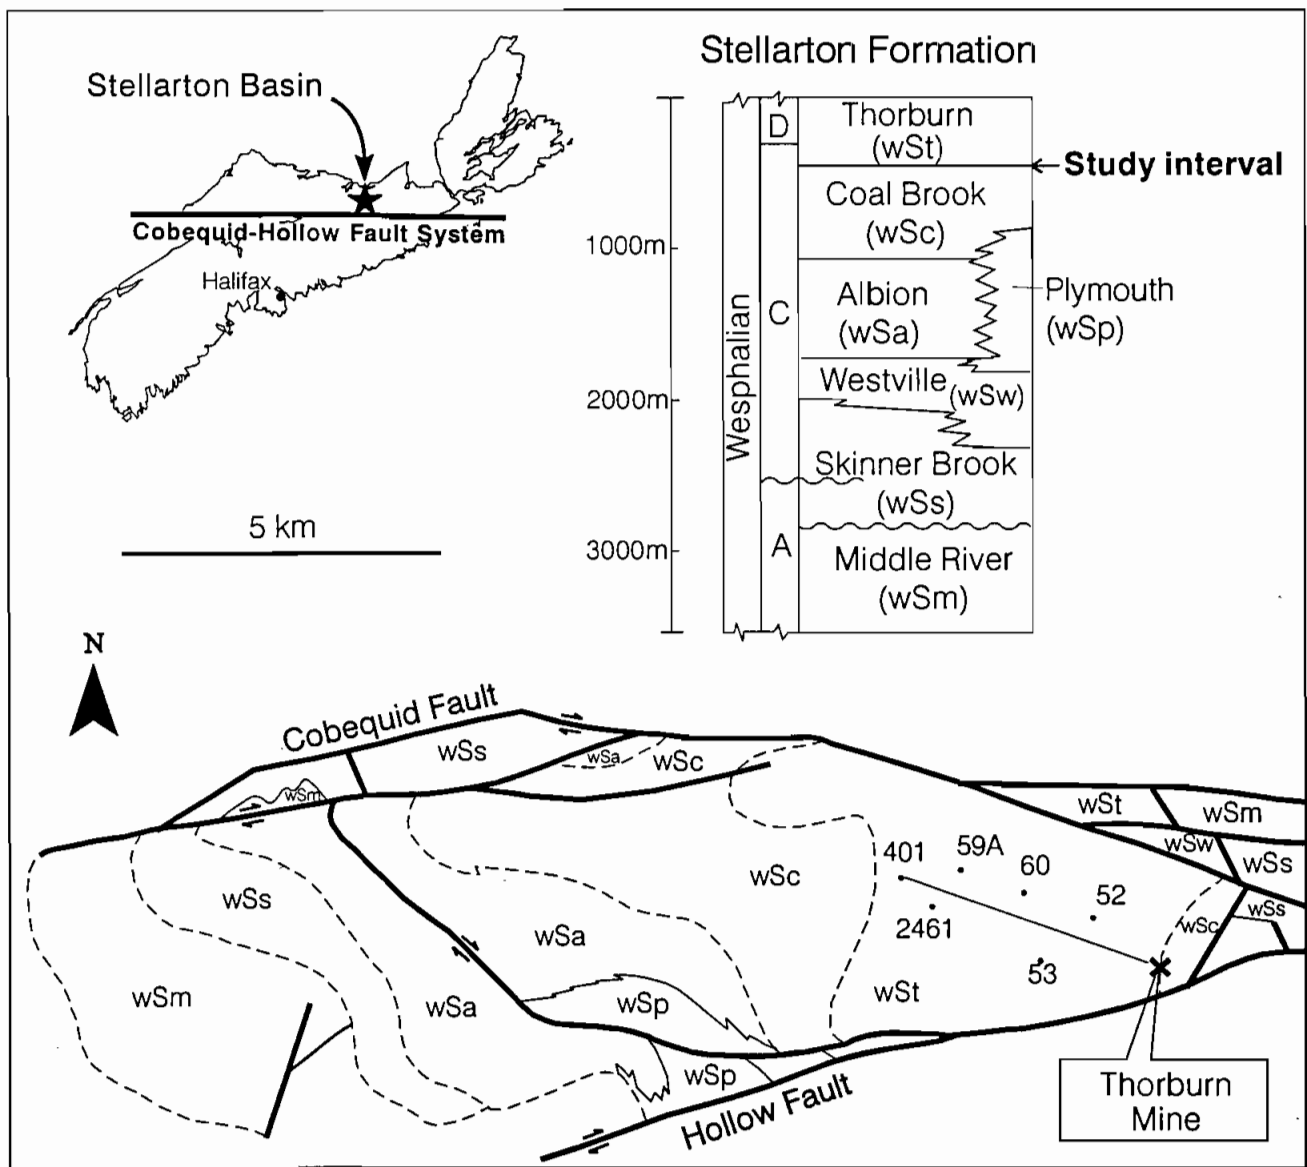 Stellarton Formation
Stellarton Basin
Cobequid-Hollow Fault System
Halifax
5 km
1000m
2000m
3000m
Wesphalian
D
C
A
Thorburn
(wSt)
Study interval
Coal Brook
(wSc)
Albion
(wSa)
Plymouth
(wSp)
Westville (wSw)
Skinner Brook
(wSs)
Middle River
(wSm)
N
Cobequid Fault
wSs
wSa
wSc
wSm
wSt
wSm
wSw
wSs
wSs
wSc
wSs
wSc
401
59A
60
52
2461
53
wSa
wSm
wSa
wSp
wSt
wSp
Hollow Fault
Thorburn
Mine